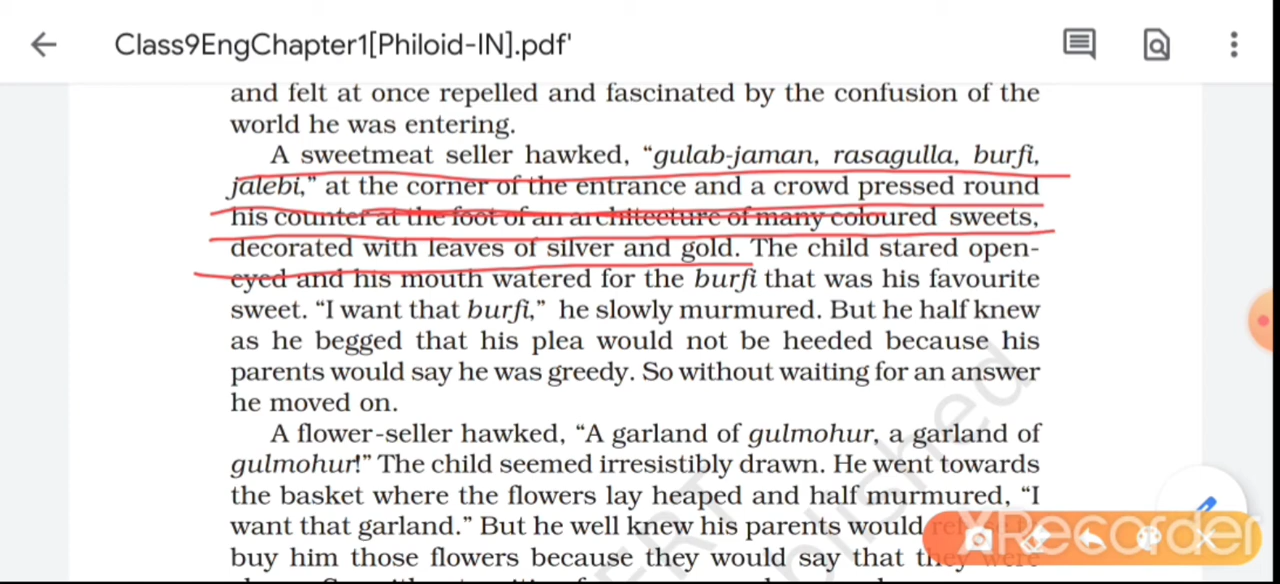 Class9EngChapter1[Philoid-IN].pdf'
and felt at once repelled and fascinated by the confusion of the
world he was entering.
A sweetmeat seller hawked, “gulab-jaman, rasagulla, burfi,
jalebi,” at the corner of the entrance and a crowd pressed round
his counter at the foot of an architecture of many coloured sweets,
decorated with leaves of silver and gold. The child stared open-
eyed and his mouth watered for the burfi that was his favourite
sweet. “I want that burfi,” he slowly murmured. But he half knew
as he begged that his plea would not be heeded because his
parents would say he was greedy. So without waiting for an answer
he moved on.
A flower-seller hawked, “A garland of gulmohur, a garland of
gulmohur!” The child seemed irresistibly drawn. He went towards
the basket where the flowers lay heaped and half murmured, “I
want that garland.” But he well knew his parents would
buy him those flowers because they would say that they were
XRecorder